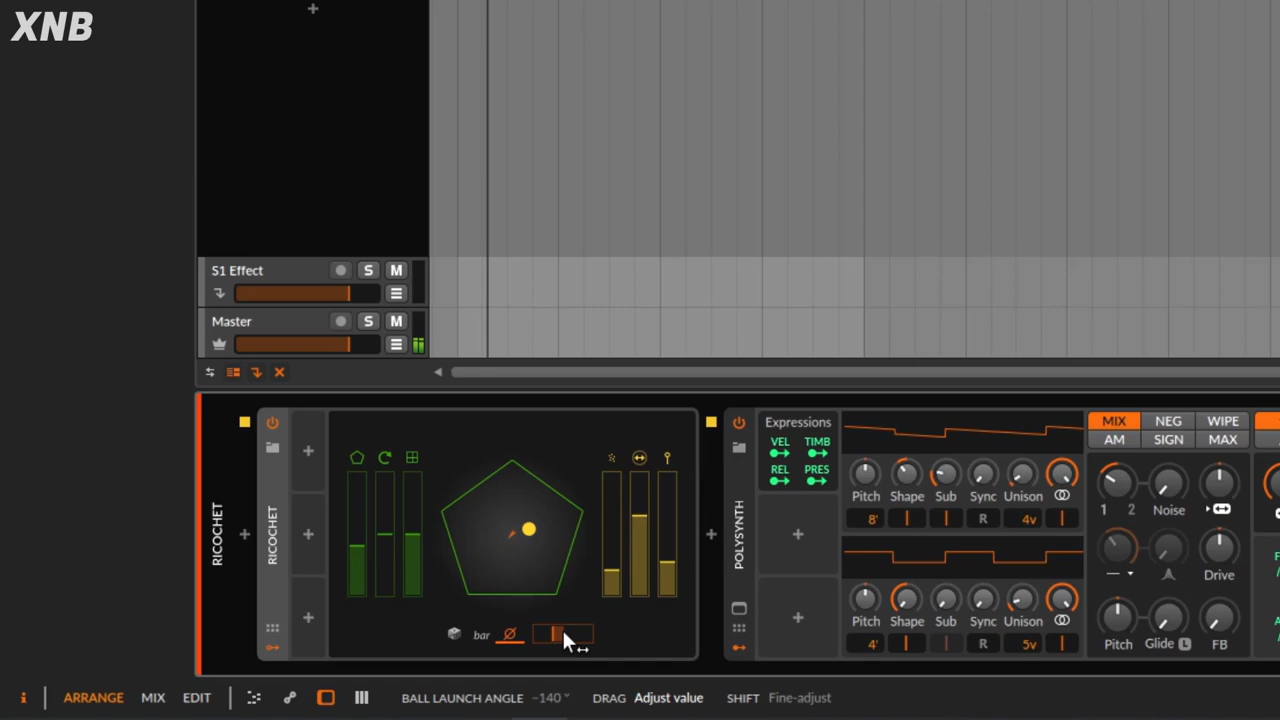 XNB
S1 Effect
S
M
Master
S
M
RICOCHET
RICOCHET
bar
POLYSYNTH
Expressions
VEL TIMB
REL PRES
Pitch Shape Sub Sync Unison
8' R 4v
Pitch Shape Sub Sync Unison
4' R 5v
MIX NEG WIPE
AM SIGN MAX
1 2 Noise
Drive
Pitch Glide L FB
i ARRANGE MIX EDIT BALL LAUNCH ANGLE -140 ° DRAG Adjust value SHIFT Fine-adjust